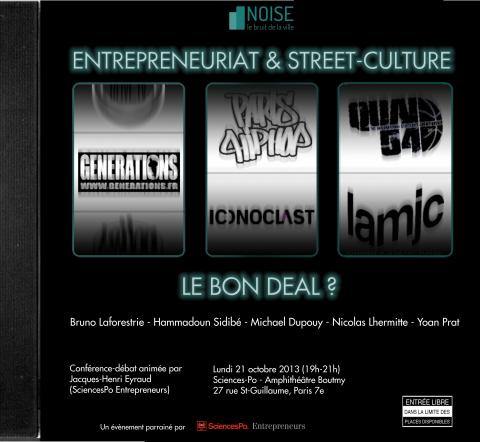 NOISE
le bruit de la ville
ENTREPRENEURIAT & STREET-CULTURE
GENERATIONS
WWW.GENERATIONS.FR
PARIS
HIPHOP
ICONOCLAST
QUAI
54
lamjc
LE BON DEAL ?
Bruno Laforestrie - Hammadoun Sidibé - Michael Dupouy - Nicolas Lhermitte - Yoan Prat
Conférence-débat animée par
Jacques-Henri Eyraud
(SciencesPo Entrepreneurs)
Lundi 21 octobre 2013 (19h-21h)
Sciences-Po - Amphithéâtre Boutmy
27 rue St-Guillaume, Paris 7e
ENTRÉE LIBRE
DANS LA LIMITE DES
PLACES DISPONIBLES
Un évènement parrainé par
SciencesPo. Entrepreneurs